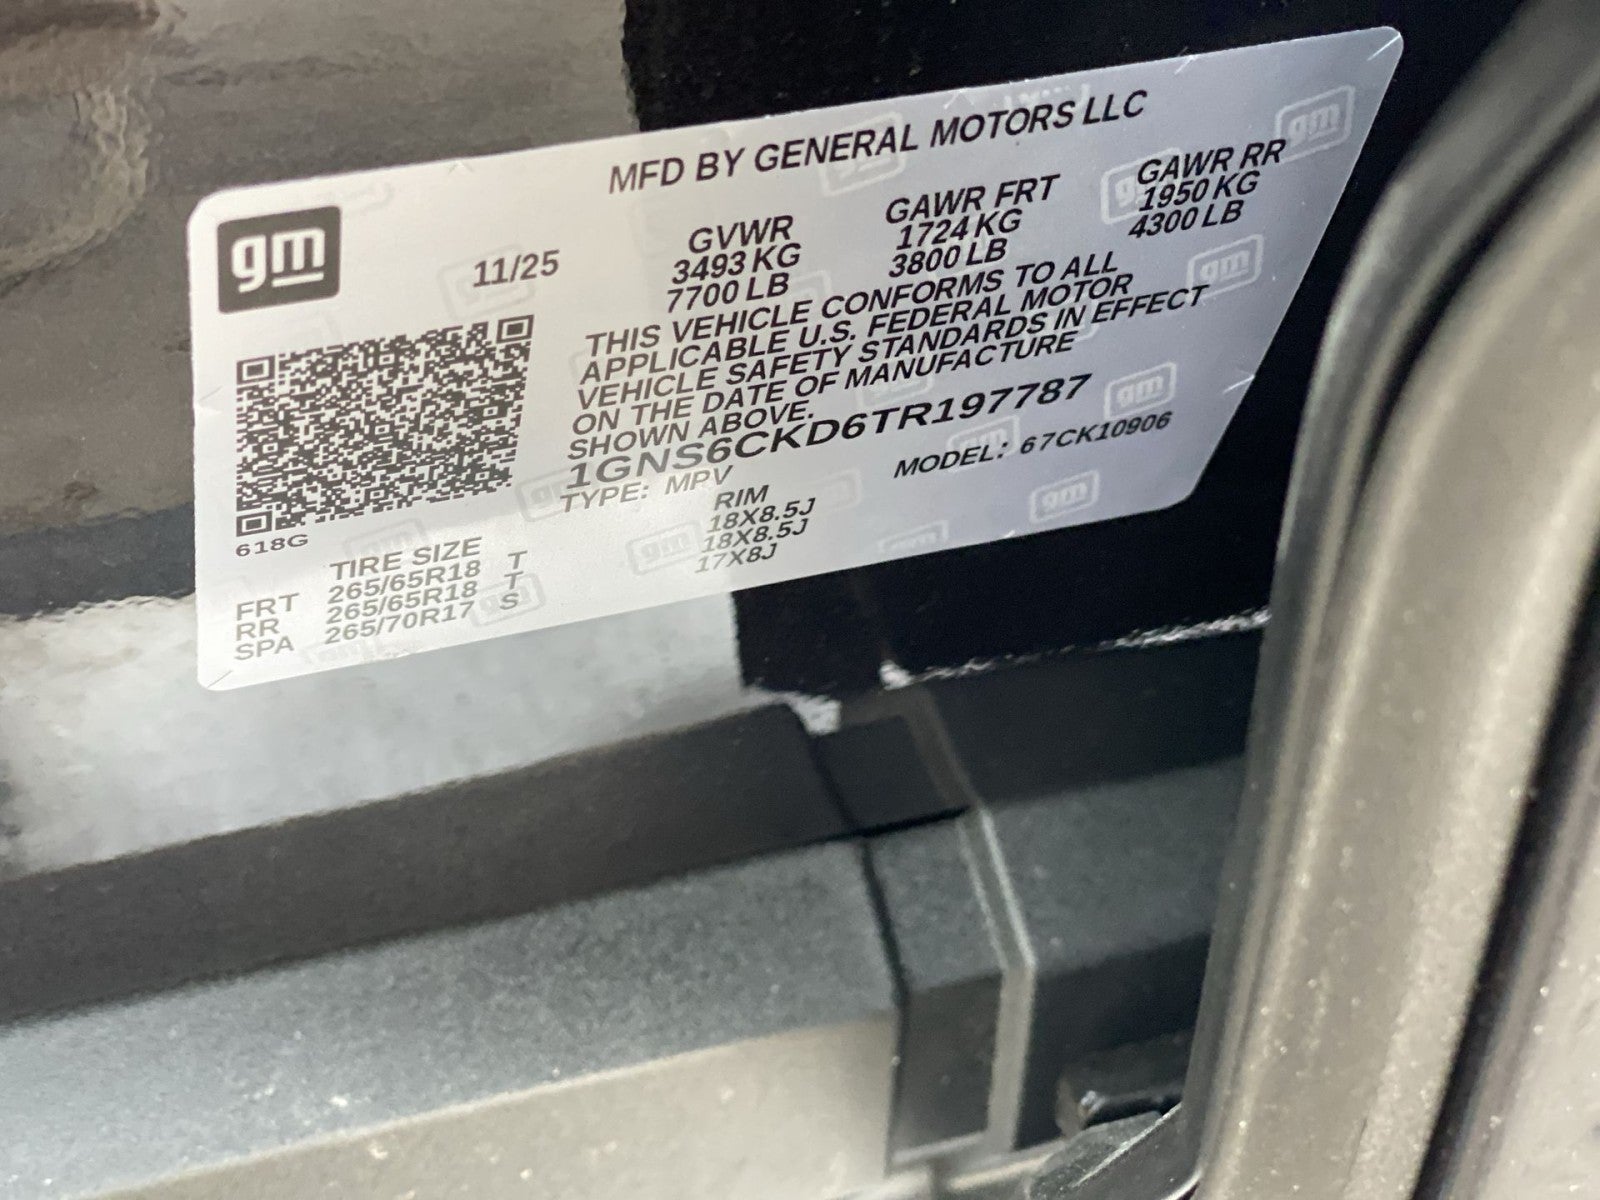 MFD BY GENERAL MOTORS LLC
gm
11/25
GVWR GAWR FRT GAWR RR
3493 KG 1724 KG 1950 KG
7700 LB 3800 LB 4300 LB
THIS VEHICLE CONFORMS TO ALL
APPLICABLE U.S. FEDERAL MOTOR
VEHICLE SAFETY STANDARDS IN EFFECT
ON THE DATE OF MANUFACTURE
SHOWN ABOVE.
1GNS6CKD6TR197787
TYPE: MPV MODEL: 67CK10906
618G
TIRE SIZE RIM
FRT 265/65R18 T 18X8.5J
RR 265/65R18 T 18X8.5J
SPA 265/70R17 S 17X8J